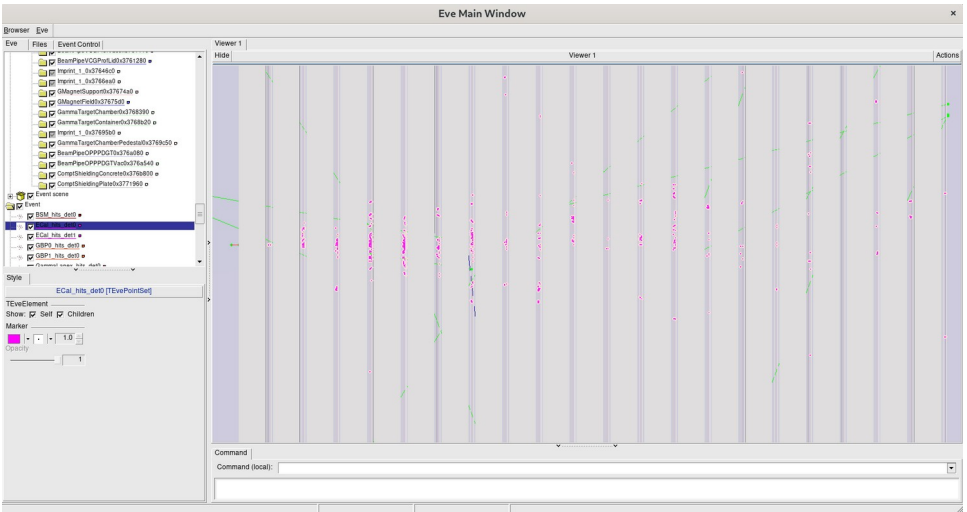 Eve Main Window
×
Browser Eve
Eve Files Event Control
BeamPipeVCGProfLid0x3761280
Imprint_1_0x37646c0
Imprint_1_0x3766ea0
GMagnetSupport0x37674a0
GMagnetField0x37675d0
GammaTargetChamber0x3768390
GammaTargetContainer0x3768b20
Imprint_1_0x37695b0
GammaTargetChamberPedestal0x3769c50
BeamPipeOPPPDGT0x376a080
BeamPipeOPPPDGTVac0x376a540
ComptShieldingConcrete0x376b800
ComptShieldingPlate0x3771960
Event scene
Event
BSM_hits_det0
ECal_hits_det0
ECal_hits_det1
GBP0_hits_det0
GBP1_hits_det0
Style
ECal_hits_det0 [TEvePointSet]
TEveElement
Show: Self Children
Marker
1.0
Opacity
1
Viewer 1
Hide Viewer 1 Actions
Command
Command (local):